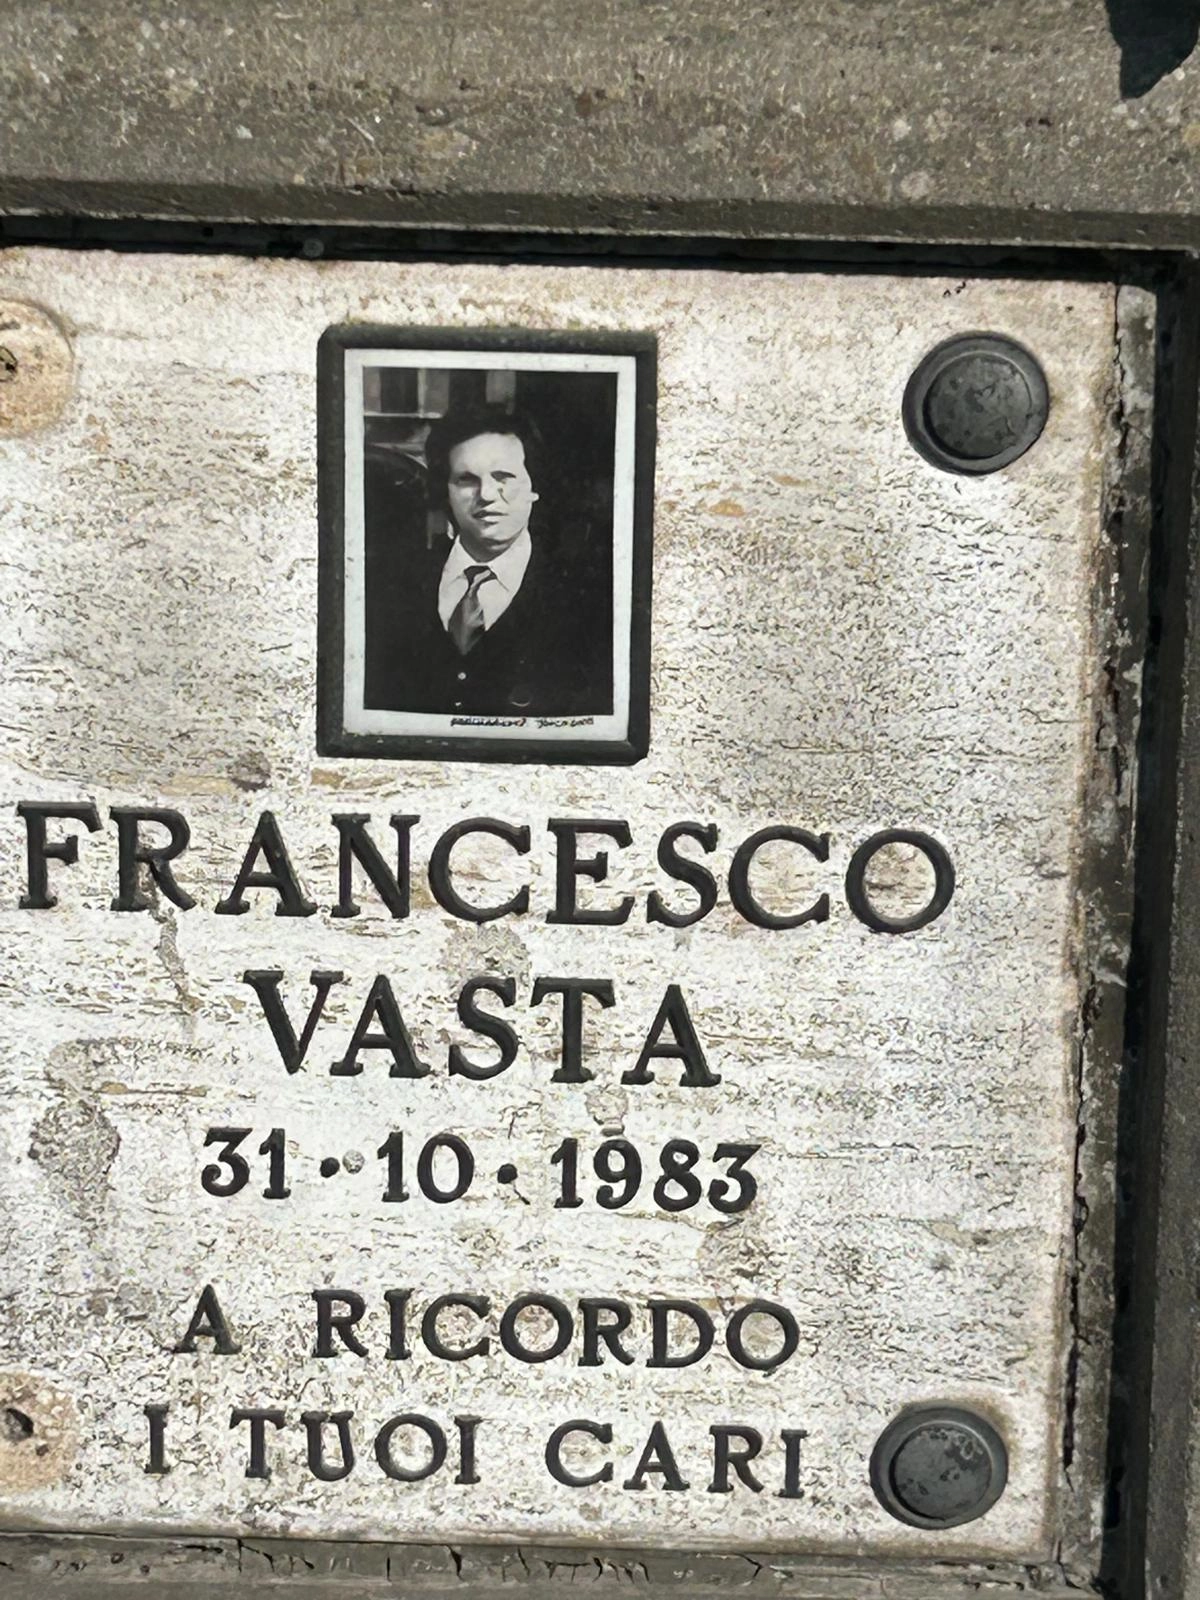 FRANCESCO
VASTA
31·10·1983
A RICORDO
I TUOI CARI